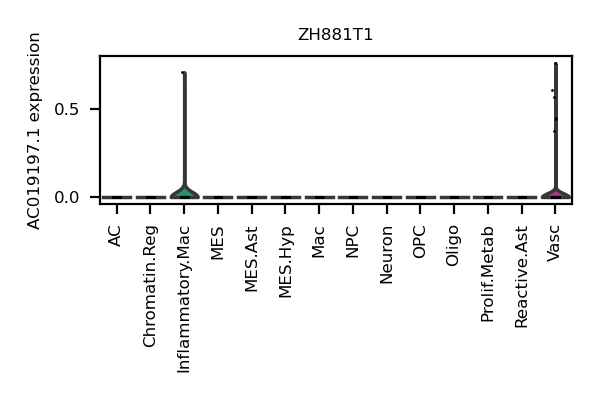 ZH881T1
AC019197.1 expression
0.5
0.0
AC
Chromatin.Reg
Inflammatory.Mac
MES
MES.Ast
MES.Hyp
Mac
NPC
Neuron
OPC
Oligo
Prolif.Metab
Reactive.Ast
Vasc